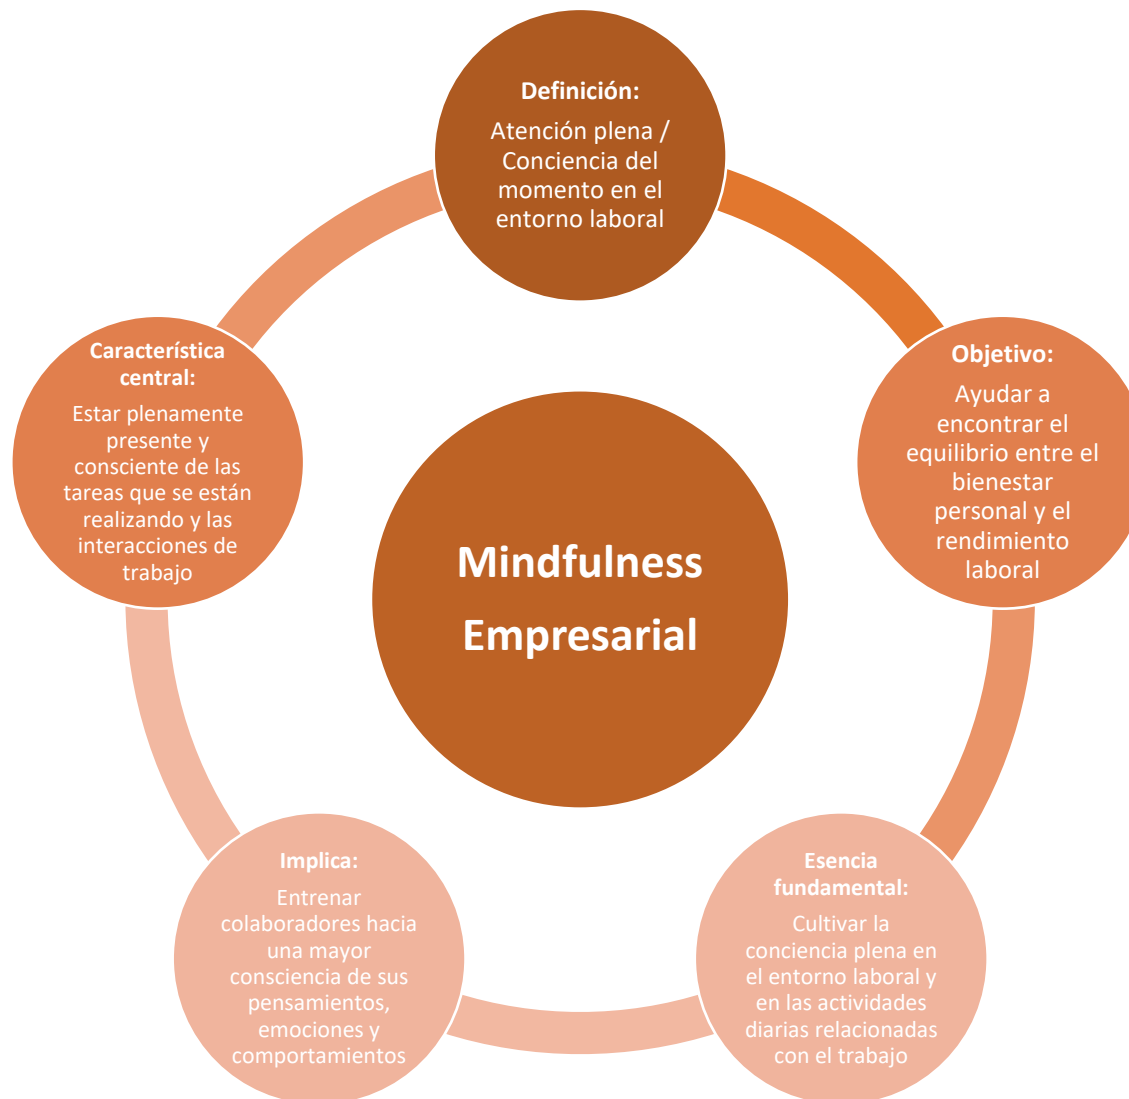 Definición:
Atención plena /
Conciencia del
momento en el
entorno laboral
Objetivo:
Ayudar a
encontrar el
equilibrio entre el
bienestar
personal y el
rendimiento
laboral
Esencia
fundamental:
Cultivar la
conciencia plena en
el entorno laboral y
en las actividades
diarias relacionadas
con el trabajo
Implica:
Entrenar
colaboradores hacia
una mayor
consciencia de sus
pensamientos,
emociones y
comportamientos
Característica
central:
Estar plenamente
presente y
consciente de las
tareas que se están
realizando y las
interacciones de
trabajo
Mindfulness
Empresarial